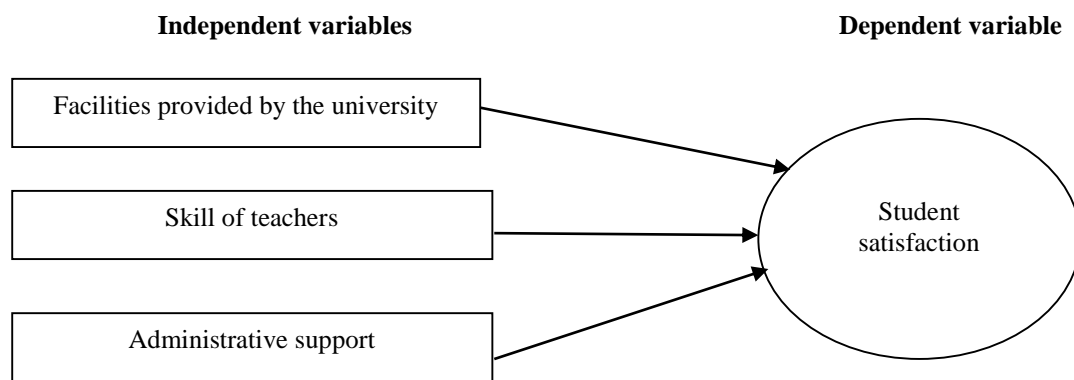 Independent variables
Dependent variable
Facilities provided by the university
Skill of teachers
Administrative support
Student
satisfaction